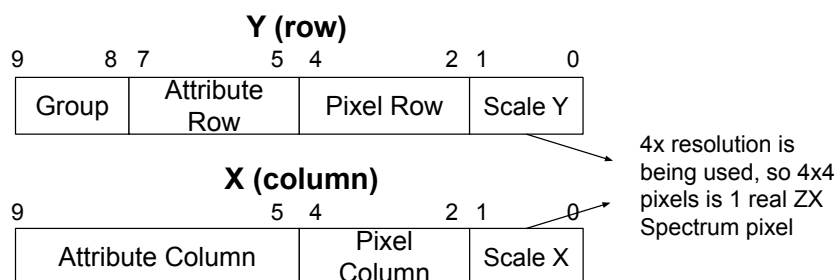 Y (row)
9 8 7 5 4 2 1 0
Group
Attribute
Row
Pixel Row
Scale Y
4x resolution is
being used, so 4x4
pixels is 1 real ZX
Spectrum pixel
X (column)
9 5 4 2 1 0
Attribute Column
Pixel
Column
Scale X